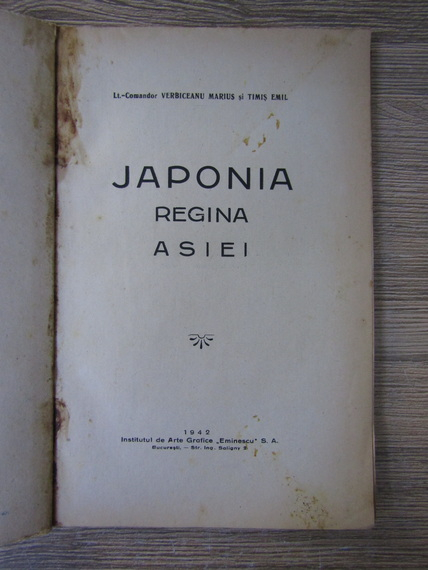 Lt.-Comandor VERBICEANU MARIUS și TIMIȘ EMIL
JAPONIA
REGINA
ASIEI
1942
Institutul de Arte Grafice „Eminescu" S. A.
București. — Str. Ing. Saligny 8